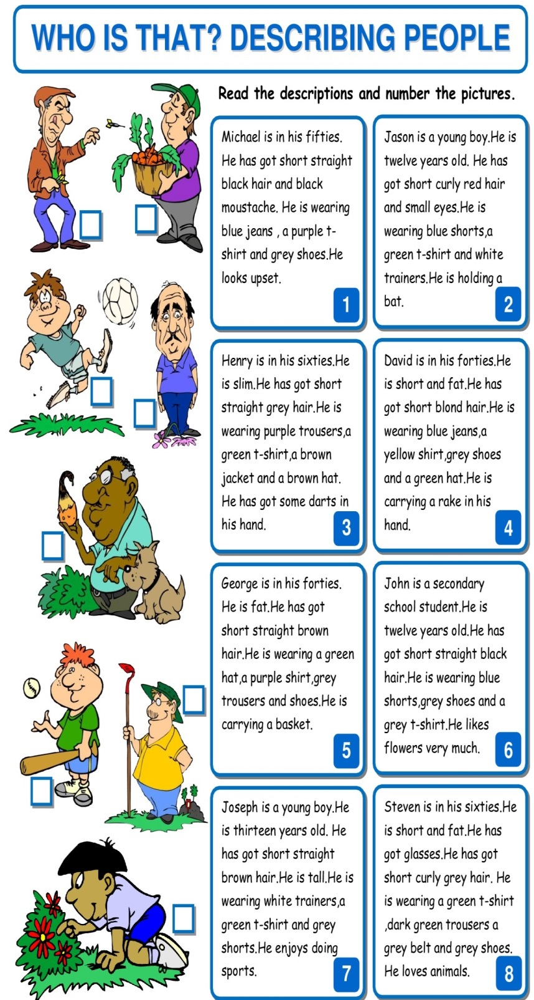 WHO IS THAT? DESCRIBING PEOPLE
Read the descriptions and number the pictures.
Michael is in his fifties.
He has got short straight
black hair and black
moustache. He is wearing
blue jeans , a purple t-
shirt and grey shoes.He
looks upset.
1
Jason is a young boy.He is
twelve years old. He has
got short curly red hair
and small eyes.He is
wearing blue shorts,a
green t-shirt and white
trainers.He is holding a
bat.
2
Henry is in his sixties.He
is slim.He has got short
straight grey hair.He is
wearing purple trousers,a
green t-shirt,a brown
jacket and a brown hat.
He has got some darts in
his hand.
3
David is in his forties.He
is short and fat.He has
got short blond hair.He is
wearing blue jeans,a
yellow shirt,grey shoes
and a green hat.He is
carrying a rake in his
hand.
4
George is in his forties.
He is fat.He has got
short straight brown
hair.He is wearing a green
hat,a purple shirt,grey
trousers and shoes.He is
carrying a basket.
5
John is a secondary
school student.He is
twelve years old.He has
got short straight black
hair.He is wearing blue
shorts,grey shoes and a
grey t-shirt.He likes
flowers very much.
6
Joseph is a young boy.He
is thirteen years old. He
has got short straight
brown hair.He is tall.He is
wearing white trainers,a
green t-shirt and grey
shorts.He enjoys doing
sports.
7
Steven is in his sixties.He
is short and fat.He has
got glasses.He has got
short curly grey hair. He
is wearing a green t-shirt
,dark green trousers a
grey belt and grey shoes.
He loves animals.
8